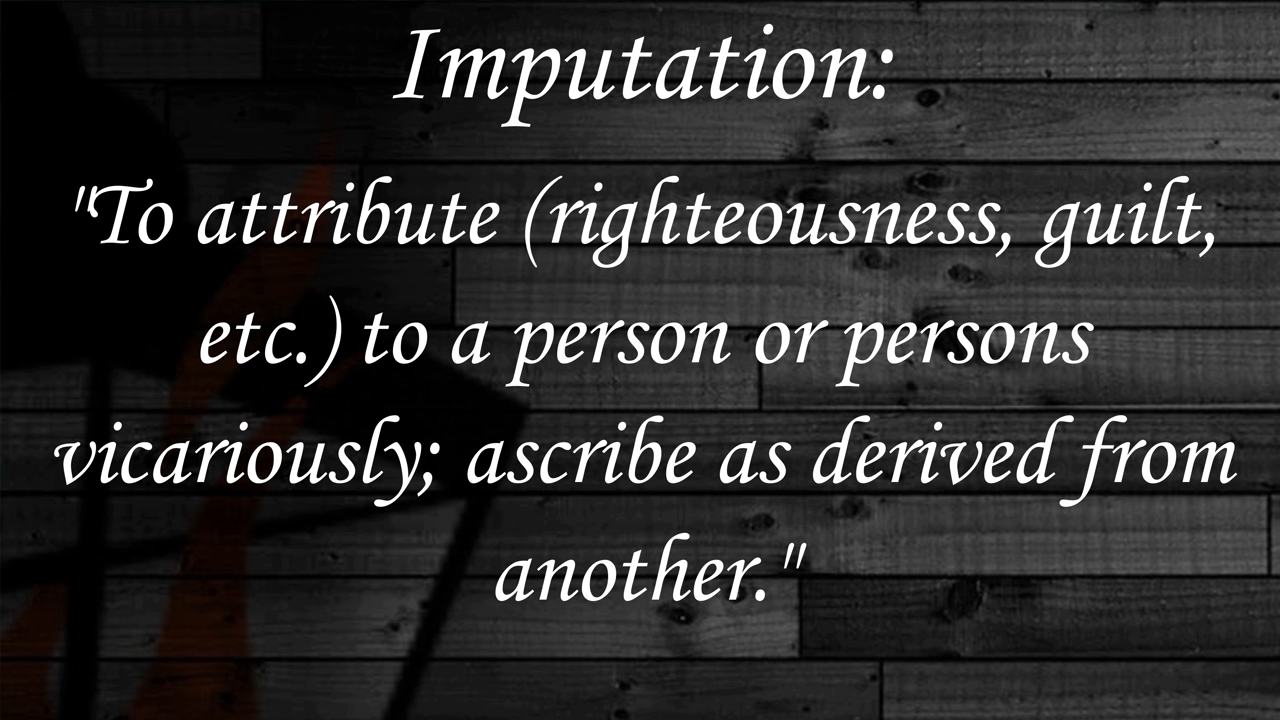 Imputation:
"To attribute (righteousness, guilt,
etc.) to a person or persons
vicariously; ascribe as derived from
another."